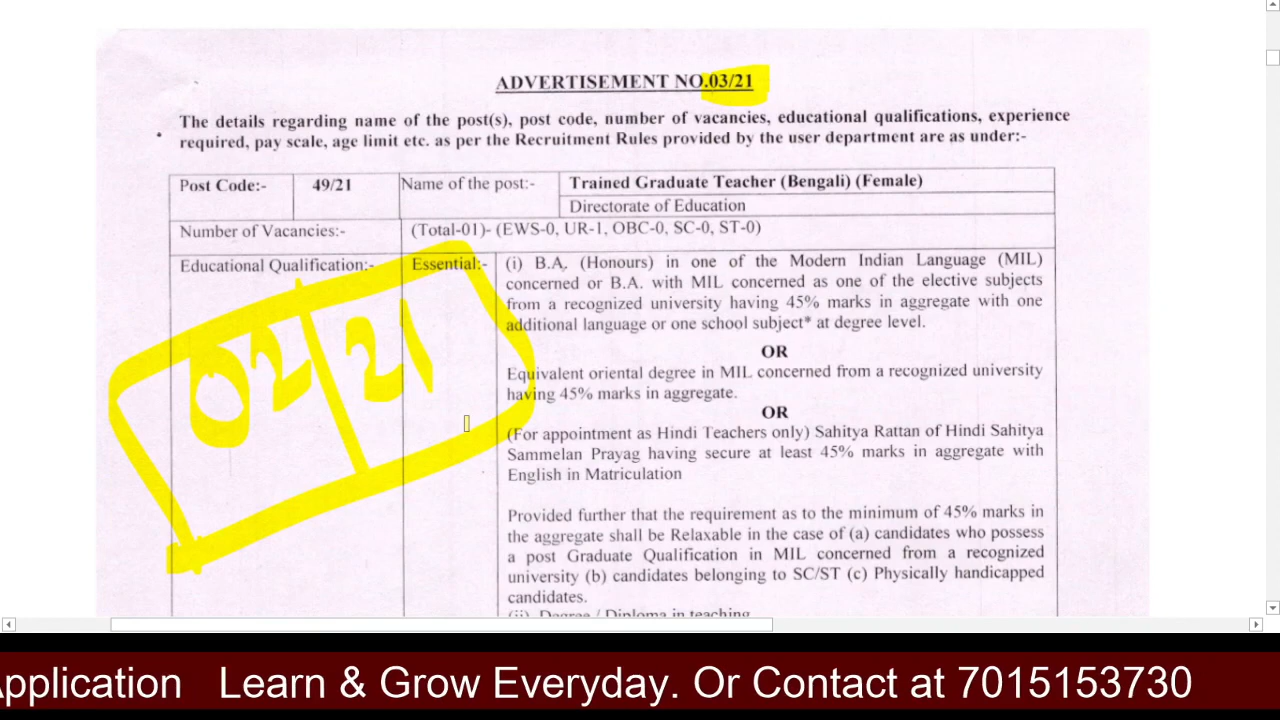 ADVERTISEMENT NO.03/21
The details regarding name of the post(s), post code, number of vacancies, educational qualifications, experience
required, pay scale, age limit etc. as per the Recruitment Rules provided by the user department are as under:-
Post Code:- 49/21 Name of the post:- Trained Graduate Teacher (Bengali) (Female)
Directorate of Education
Number of Vacancies:- (Total-01)- (EWS-0, UR-1, OBC-0, SC-0, ST-0)
Educational Qualification:- Essential:- (i) B.A. (Honours) in one of the Modern Indian Language (MIL)
concerned or B.A. with MIL concerned as one of the elective subjects
from a recognized university having 45% marks in aggregate with one
additional language or one school subject* at degree level.
02/21
OR
Equivalent oriental degree in MIL concerned from a recognized university
having 45% marks in aggregate.
OR
(For appointment as Hindi Teachers only) Sahitya Rattan of Hindi Sahitya
Sammelan Prayag having secure at least 45% marks in aggregate with
English in Matriculation
Provided further that the requirement as to the minimum of 45% marks in
the aggregate shall be Relaxable in the case of (a) candidates who possess
a post Graduate Qualification in MIL concerned from a recognized
university (b) candidates belonging to SC/ST (c) Physically handicapped
candidates.
(ii) Degree / Diploma in teaching
Application Learn & Grow Everyday. Or Contact at 7015153730